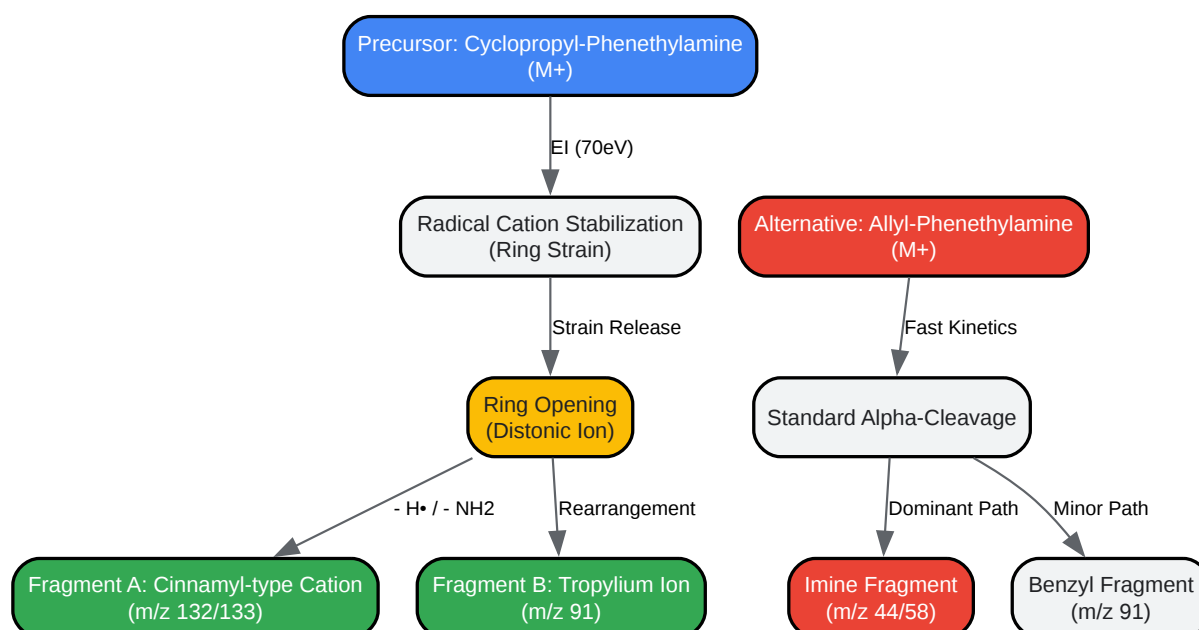 Precursor: Cyclopropyl-Phenethylamine
(M+)
EI (70eV)
Radical Cation Stabilization
(Ring Strain)
Alternative: Allyl-Phenethylamine
(M+)
Strain Release
Fast Kinetics
Ring Opening
(Distonic Ion)
Standard Alpha-Cleavage
- H• / - NH2
Rearrangement
Dominant Path
Minor Path
Fragment A: Cinnamyl-type Cation
(m/z 132/133)
Fragment B: Tropylium Ion
(m/z 91)
Imine Fragment
(m/z 44/58)
Benzyl Fragment
(m/z 91)